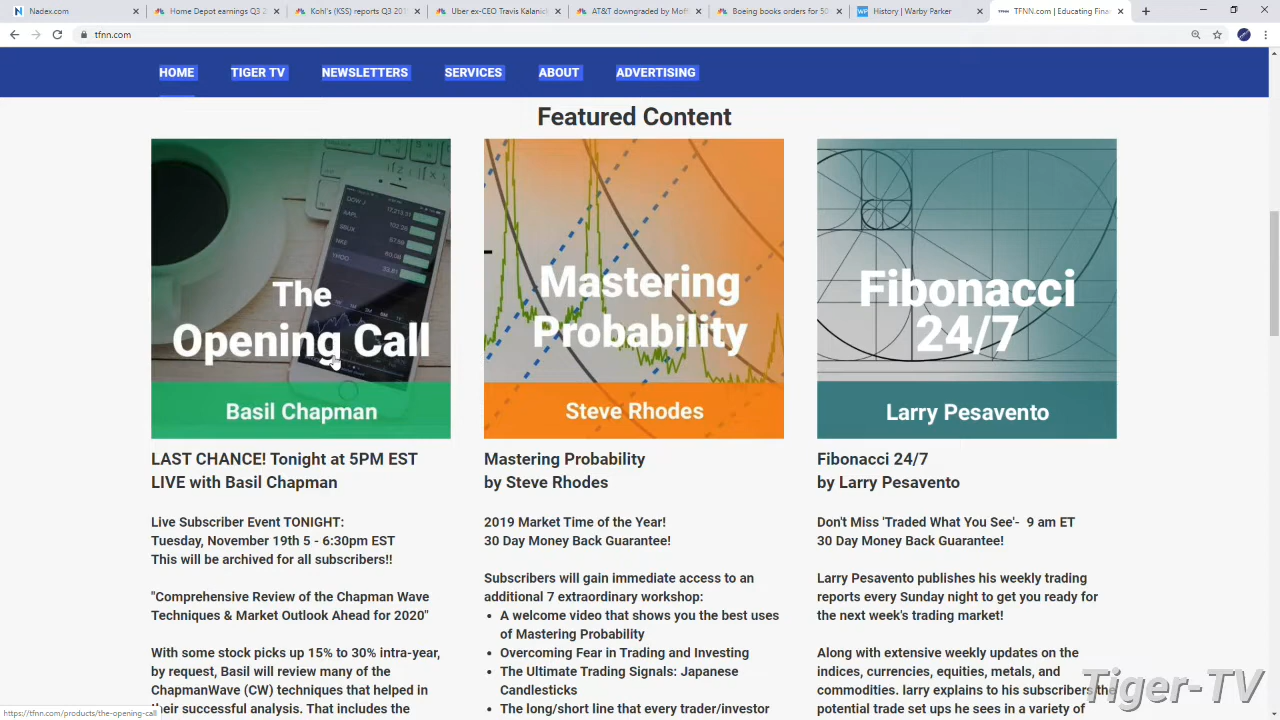 Nadex.com
Home Depot earnings Q3 2
Kohl's (KSS) reports Q3 201
Uber ex-CEO Travis Kalanick
AT&T downgraded by Moff
Boeing books orders for 50
History | Warby Parker
TFNN.com | Educating Fina
tfnn.com
HOME
TIGER TV
NEWSLETTERS
SERVICES
ABOUT
ADVERTISING
Featured Content
The
Opening Call
Basil Chapman
Mastering
Probability
Steve Rhodes
Fibonacci
24/7
Larry Pesavento
LAST CHANCE! Tonight at 5PM EST
LIVE with Basil Chapman
Live Subscriber Event TONIGHT:
Tuesday, November 19th 5 - 6:30pm EST
This will be archived for all subscribers!!
"Comprehensive Review of the Chapman Wave
Techniques & Market Outlook Ahead for 2020"
With some stock picks up 15% to 30% intra-year,
by request, Basil will review many of the
ChapmanWave (CW) techniques that helped in
their successful analysis. That includes the
Mastering Probability
by Steve Rhodes
2019 Market Time of the Year!
30 Day Money Back Guarantee!
Subscribers will gain immediate access to an
additional 7 extraordinary workshop:
• A welcome video that shows you the best uses
of Mastering Probability
• Overcoming Fear in Trading and Investing
• The Ultimate Trading Signals: Japanese
Candlesticks
• The long/short line that every trader/investor
Fibonacci 24/7
by Larry Pesavento
Don't Miss 'Traded What You See'- 9 am ET
30 Day Money Back Guarantee!
Larry Pesavento publishes his weekly trading
reports every Sunday night to get you ready for
the next week's trading market!
Along with extensive weekly updates on the
indices, currencies, equities, metals, and
commodities. larry explains to his subscribers the
potential trade set ups he sees in a variety of
Tiger-TV
https://tfnn.com/products/the-opening-call